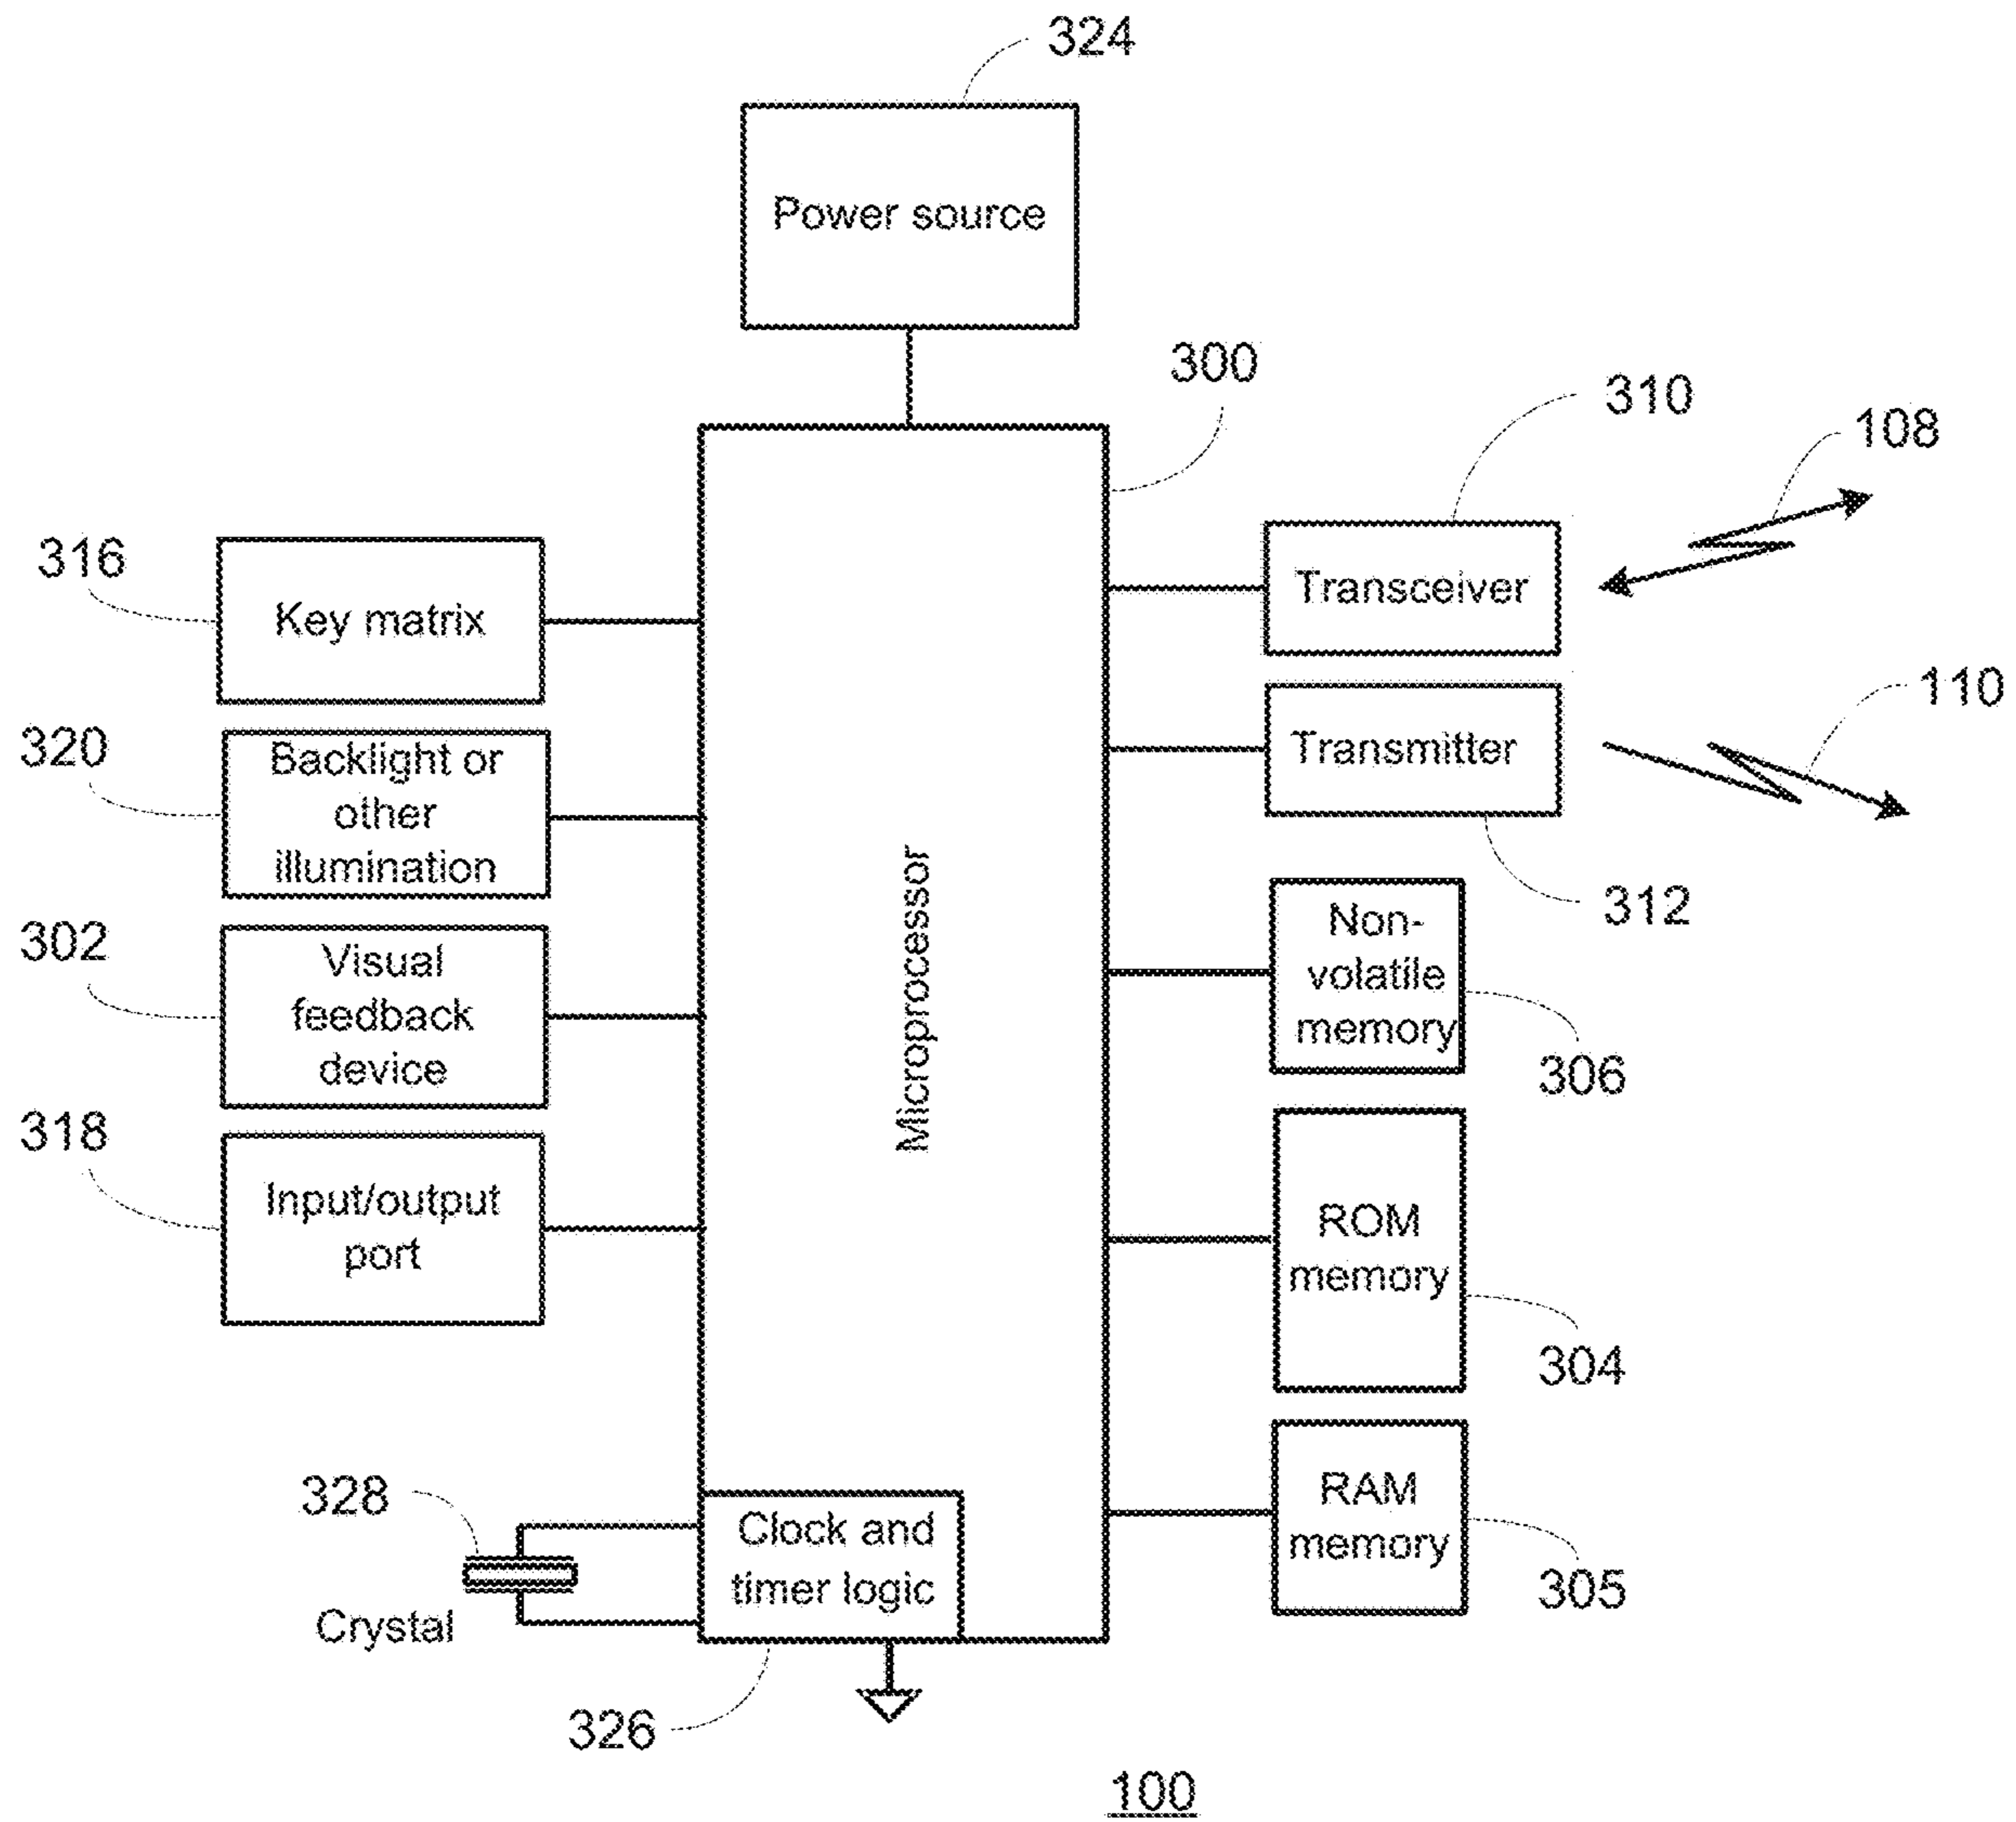 324
Power source
300
310
108
316
Key matrix
Transceiver
320
Backlight or
other
illumination
Transmitter
110
312
302
Visual
feedback
device
Microprocessor
Non-
volatile
memory
306
318
Input/output
port
ROM
memory
304
328
Crystal
Clock and
timer logic
RAM
memory
305
326
100